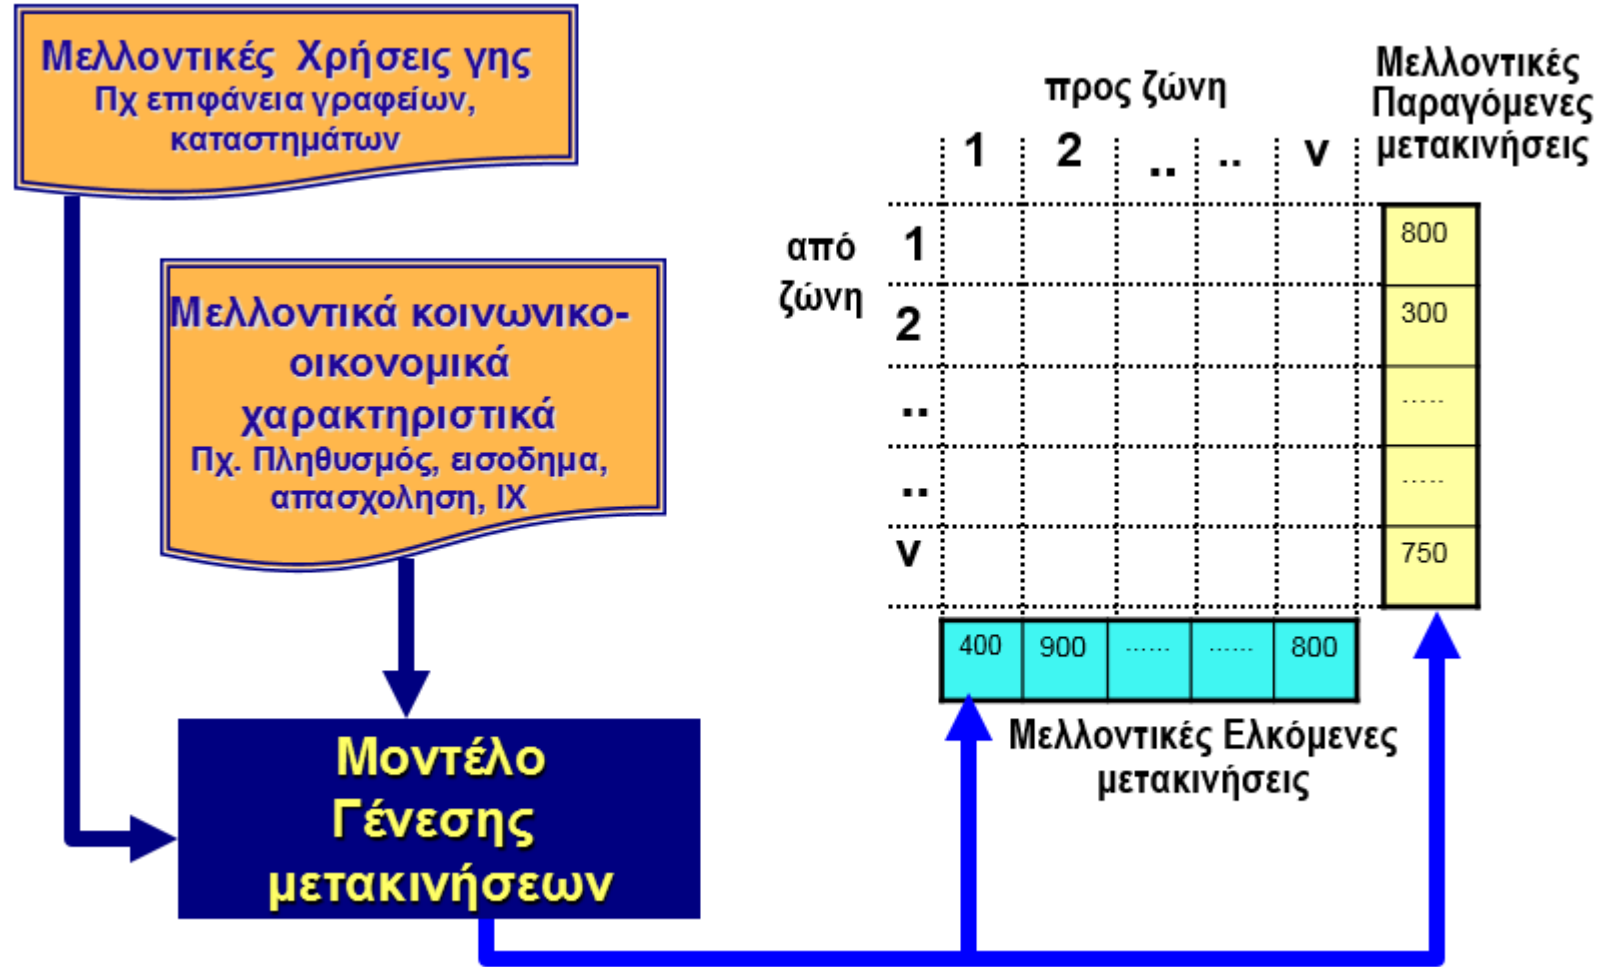 Μελλοντικές Χρήσεις γης
Πχ επιφάνεια γραφείων,
καταστημάτων
Μελλοντικά κοινωνικο-
οικονομικά
χαρακτηριστικά
Πχ. Πληθυσμός, εισοδημα,
απασχοληση, ΙΧ
Μοντέλο
Γένεσης
μετακινήσεων
προς ζώνη
1 2 .. .. ν
Μελλοντικές
Παραγόμενες
μετακινήσεις
από
ζώνη
1
2
..
..
ν
800
300
.....
.....
750
400 900 ...... ...... 800
Μελλοντικές Ελκόμενες
μετακινήσεις